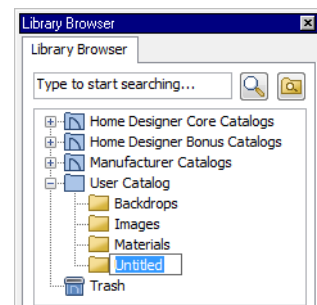 Library Browser
Library Browser
Type to start searching...
Home Designer Core Catalogs
Home Designer Bonus Catalogs
Manufacturer Catalogs
User Catalog
Backdrops
Images
Materials
Untitled
Trash